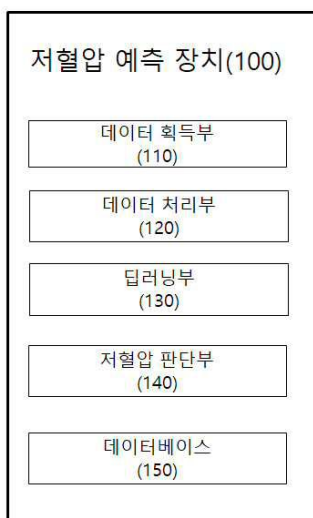 저혈압 예측 장치(100)
데이터 획득부
(110)
데이터 처리부
(120)
딥러닝부
(130)
저혈압 판단부
(140)
데이터베이스
(150)